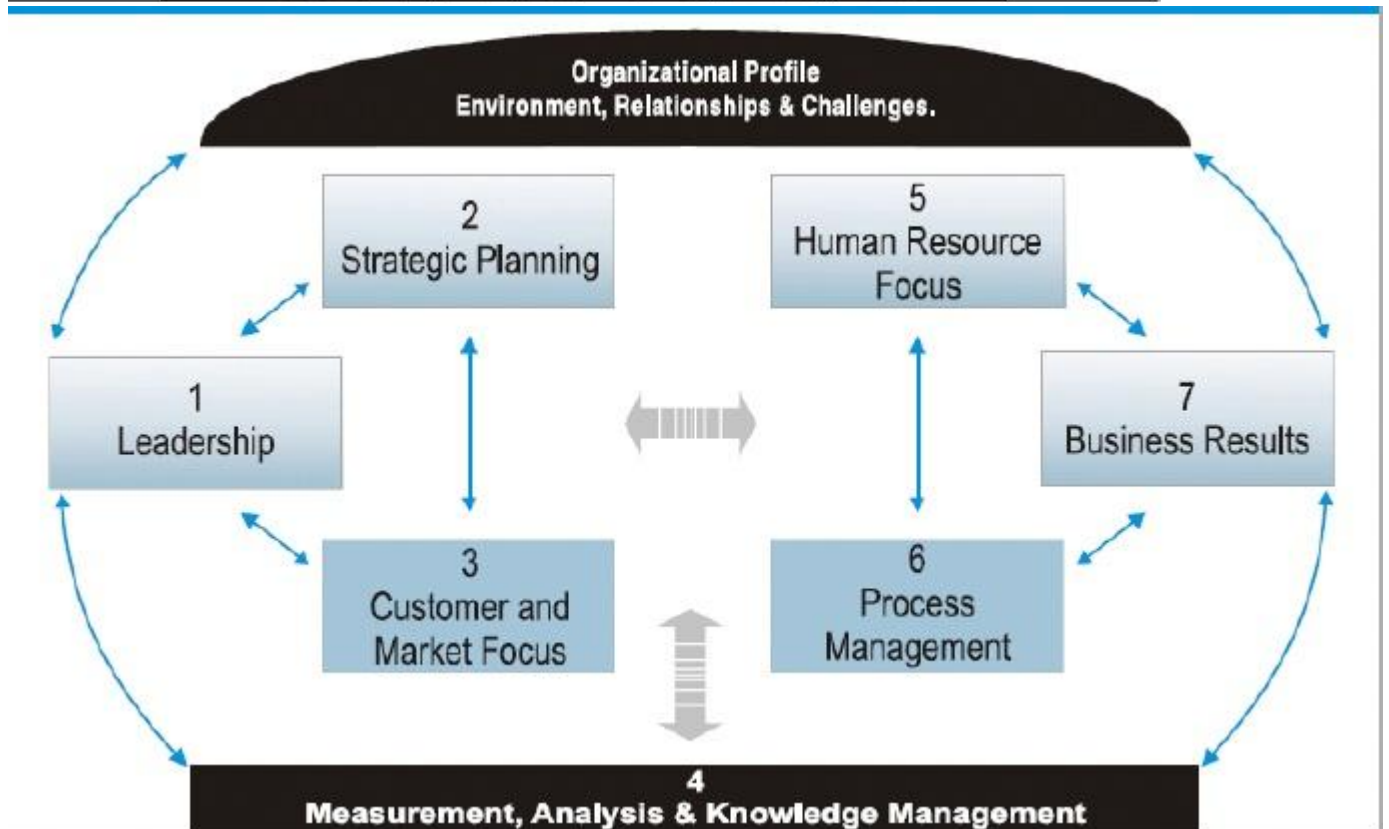 Organizational Profile
Environment, Relationships & Challenges.
2
Strategic Planning
5
Human Resource
Focus
1
Leadership
7
Business Results
3
Customer and
Market Focus
6
Process
Management
4
Measurement, Analysis & Knowledge Management